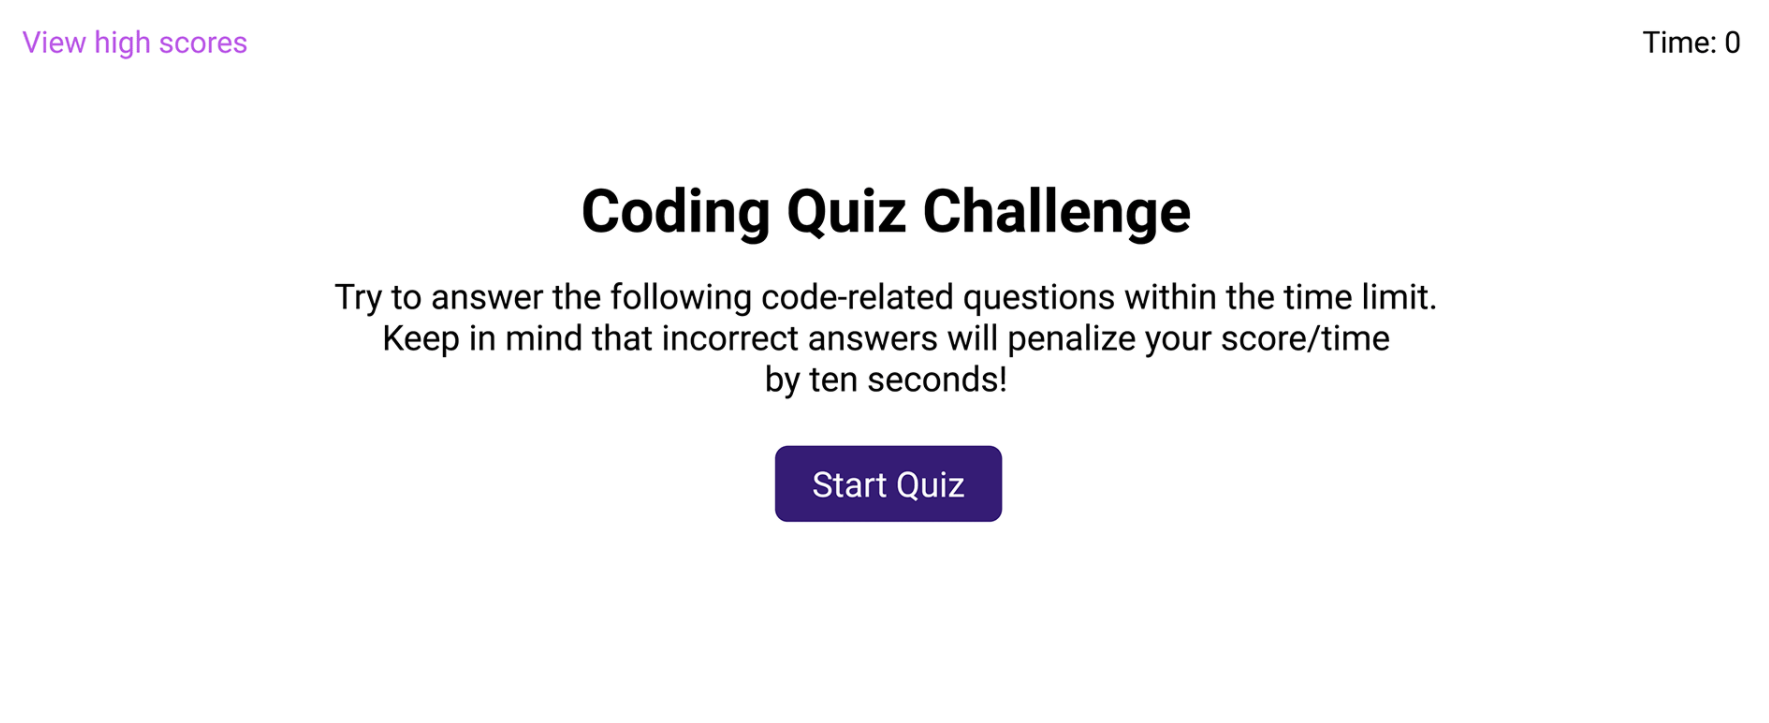 View high scores
Time: 0
Coding Quiz Challenge
Try to answer the following code-related questions within the time limit.
Keep in mind that incorrect answers will penalize your score/time
by ten seconds!
Start Quiz